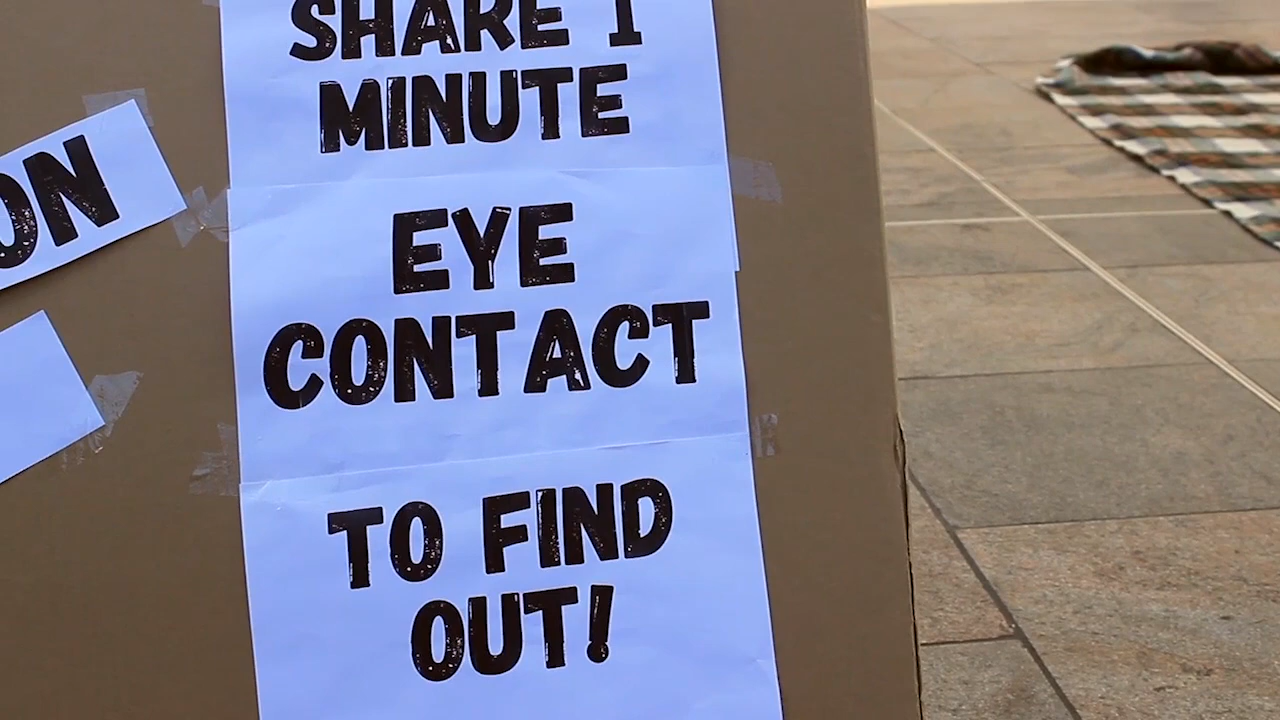 SHARE 1
MINUTE
EYE
CONTACT
TO FIND
OUT!
ON